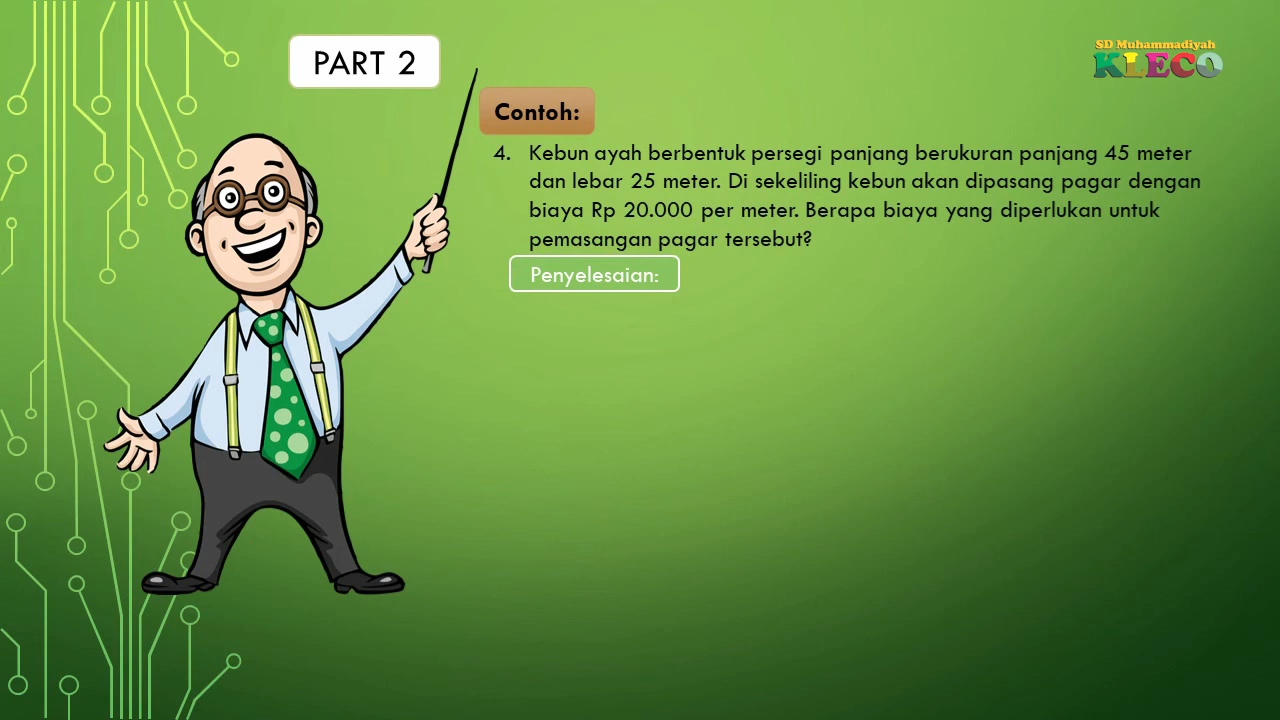 PART 2
SD Muhammadiyah
KLECO
Contoh:
4. Kebun ayah berbentuk persegi panjang berukuran panjang 45 meter
dan lebar 25 meter. Di sekeliling kebun akan dipasang pagar dengan
biaya Rp 20.000 per meter. Berapa biaya yang diperlukan untuk
pemasangan pagar tersebut?
Penyelesaian: